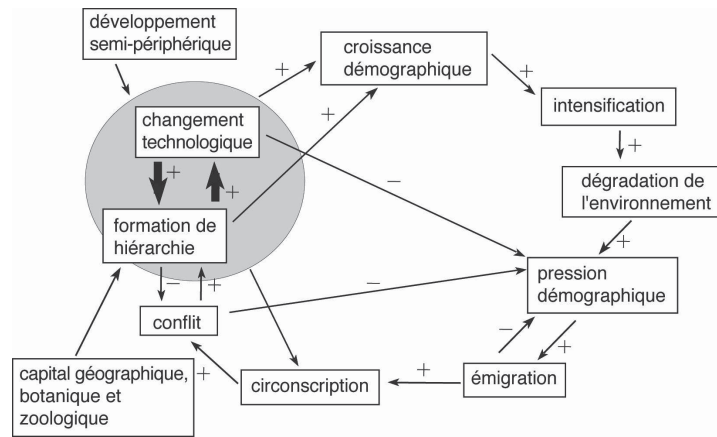 développement
semi-périphérique
croissance
démographique
+
+
+
intensification
changement
technologique
+
+
+
–
dégradation de
l'environnement
formation de
hiérarchie
+
–
+
–
pression
démographique
conflit
–
+
capital géographique,
botanique et
zoologique
+
circonscription
+
émigration